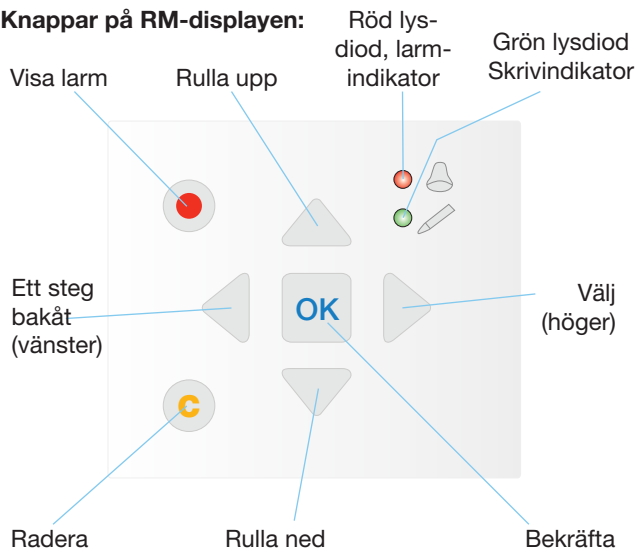 Knappar på RM-displayen:
Röd lys-
diod, larm-
indikator
Grön lysdiod
Skrivindikator
Visa larm
Rulla upp
Ett steg
bakåt
(vänster)
OK
Välj
(höger)
C
Radera
Rulla ned
Bekräfta